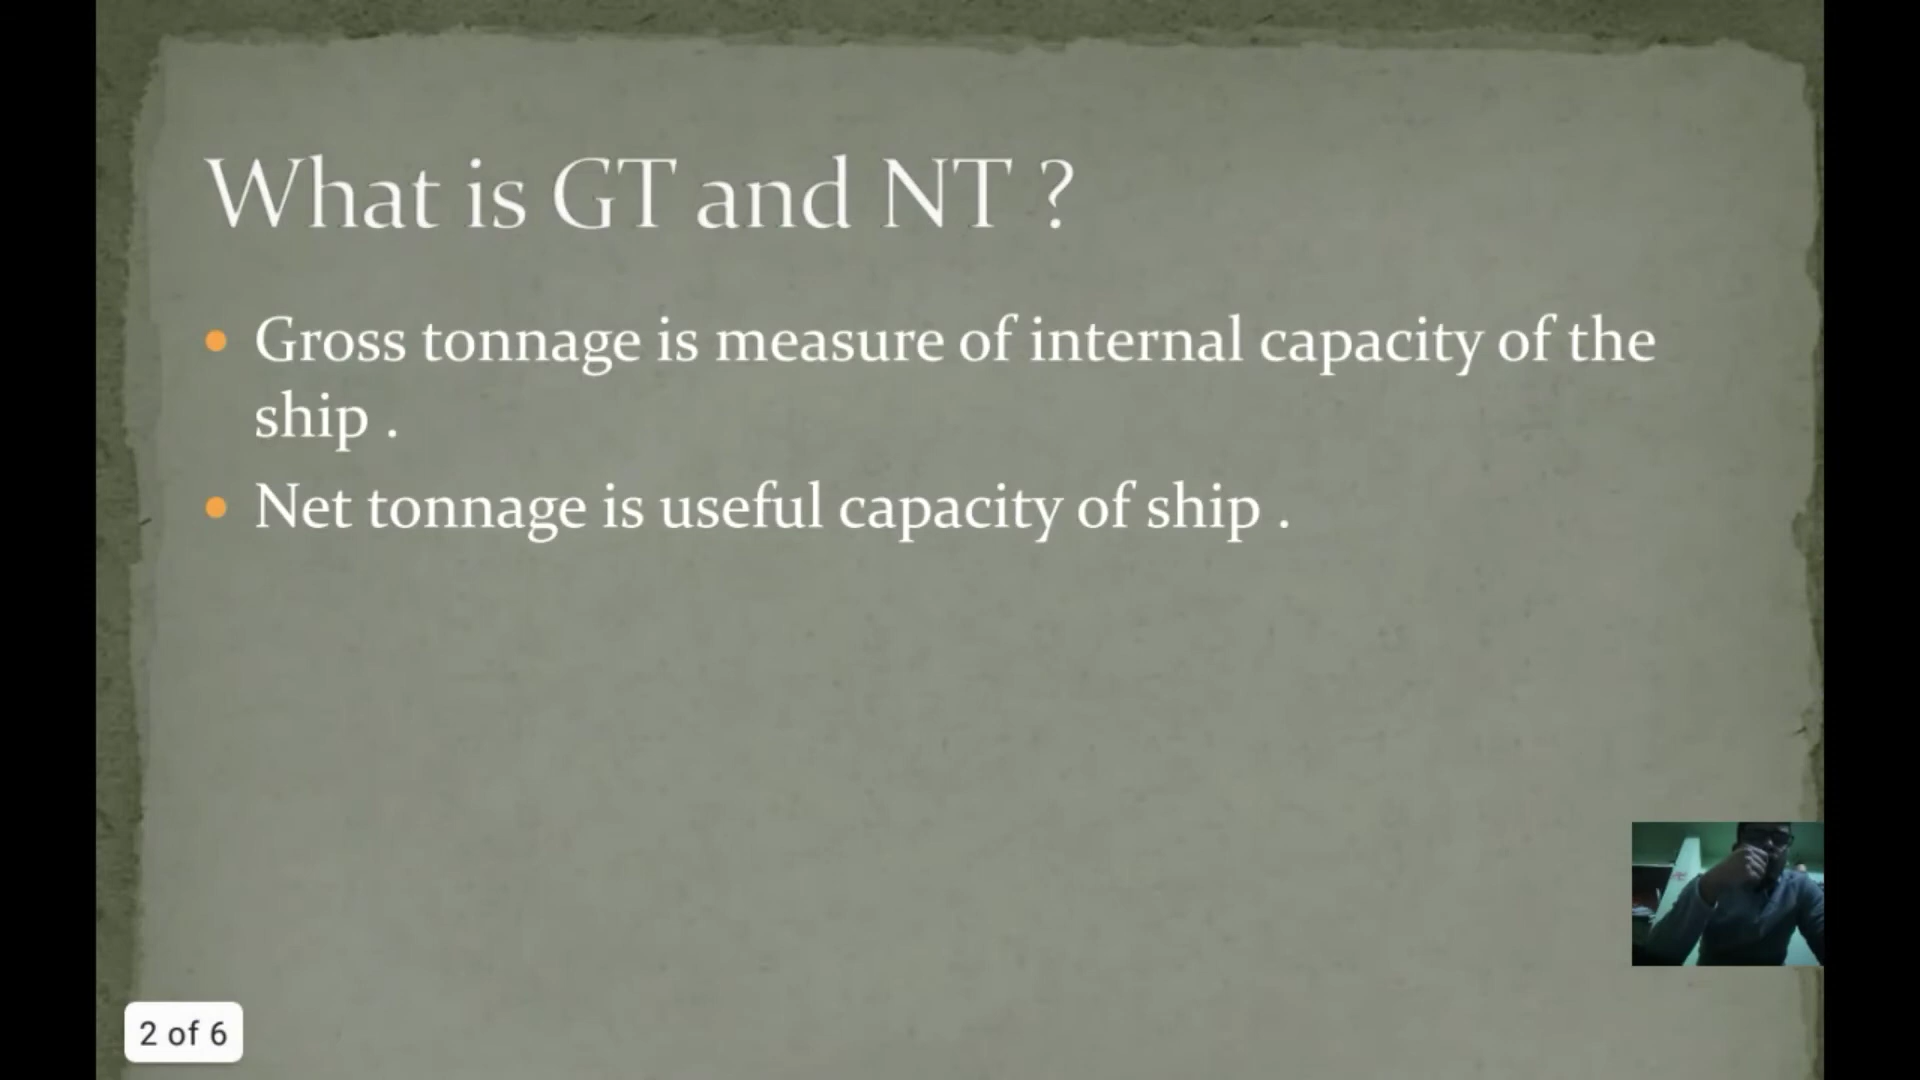 What is GT and NT ?
Gross tonnage is measure of internal capacity of the
ship .
Net tonnage is useful capacity of ship .
2 of 6